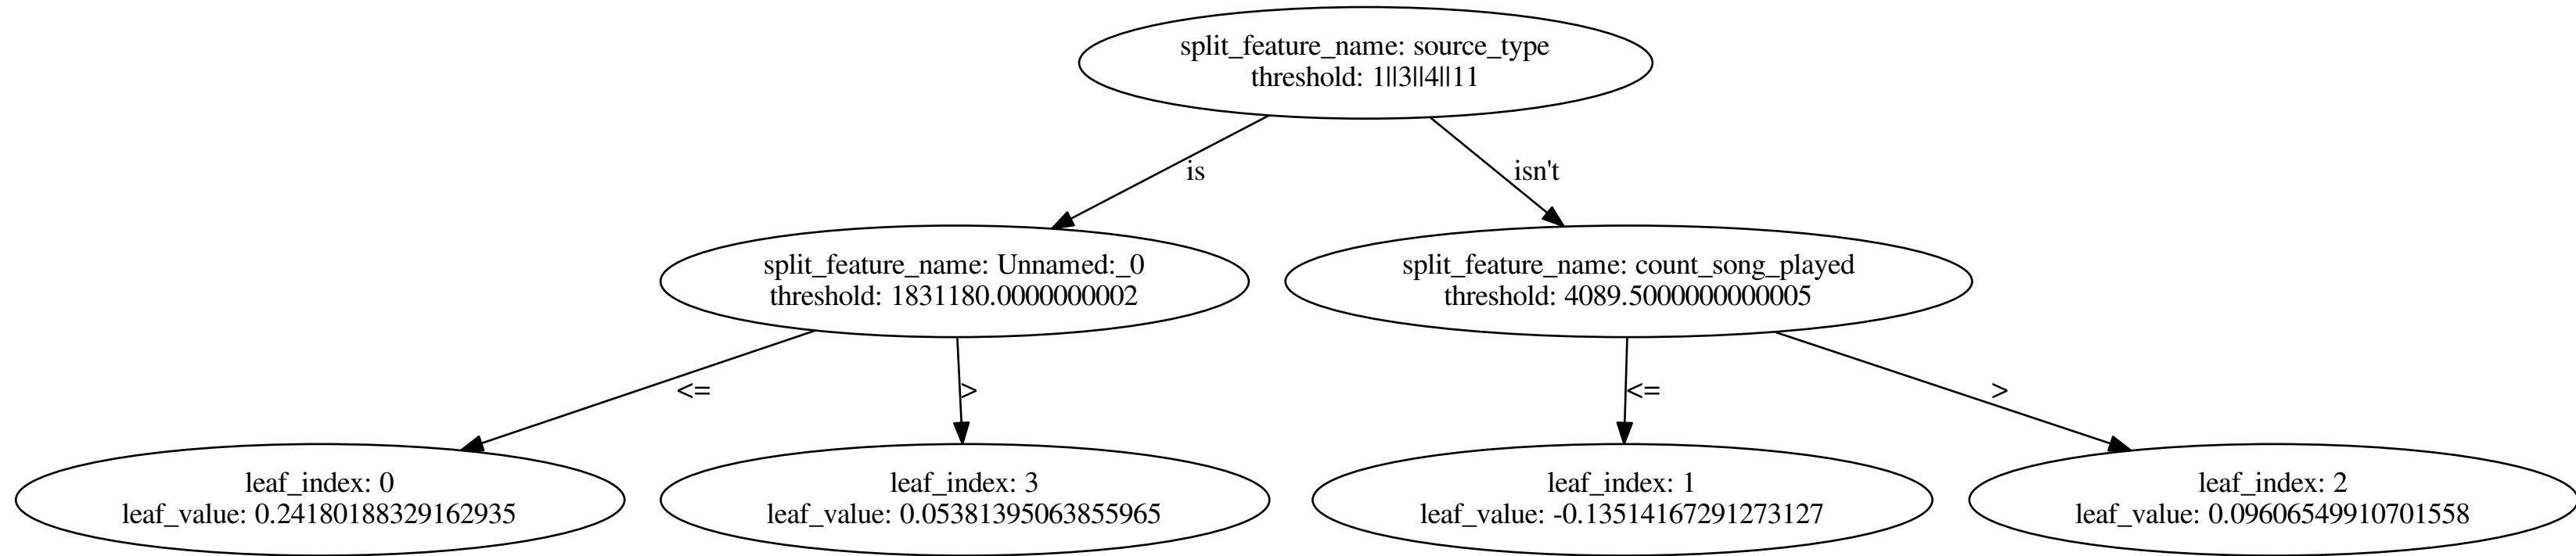 split_feature_name: source_type
threshold: 1||3||4||11
is
isn't
split_feature_name: Unnamed:_0
threshold: 1831180.0000000002
split_feature_name: count_song_played
threshold: 4089.5000000000005
<=
>
<=
>
leaf_index: 0
leaf_value: 0.24180188329162935
leaf_index: 3
leaf_value: 0.05381395063855965
leaf_index: 1
leaf_value: -0.13514167291273127
leaf_index: 2
leaf_value: 0.09606549910701558